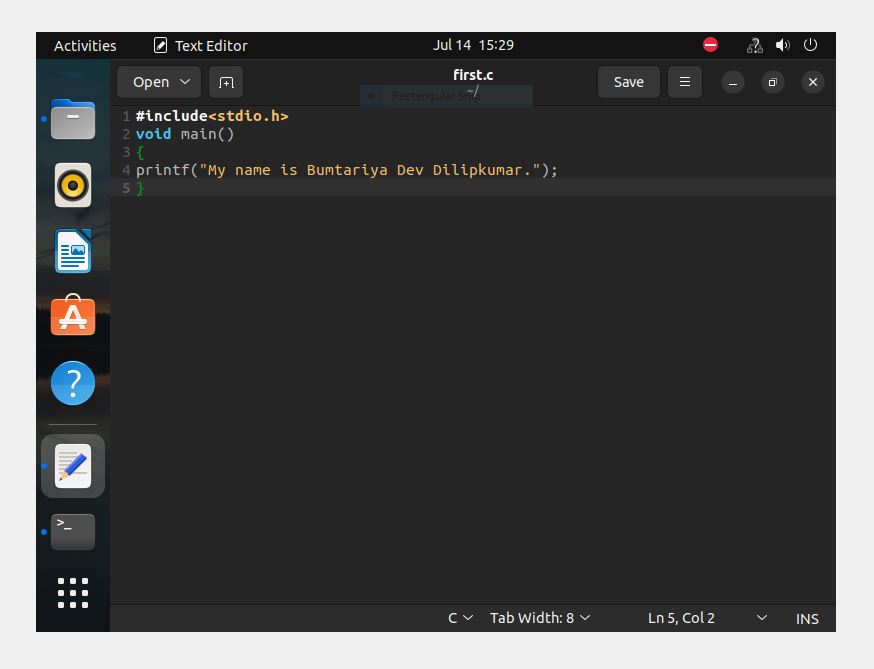 Activities Text Editor Jul 14 15:29
Open first.c Save
Rectangular Snip
~/
1 #include<stdio.h>
2 void main()
3 {
4 printf("My name is Bumtariya Dev Dilipkumar.");
5 }
>_
C Tab Width: 8 Ln 5, Col 2 INS